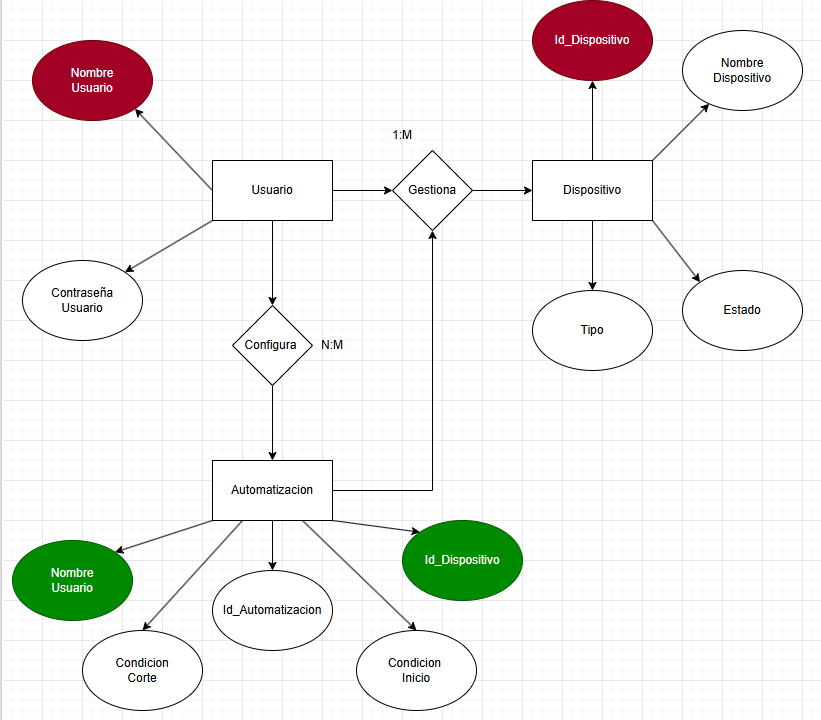 Id_Dispositivo
Nombre
Usuario
Nombre
Dispositivo
1:M
Usuario
Gestiona
Dispositivo
Contraseña
Usuario
Configura
N:M
Tipo
Estado
Automatizacion
Nombre
Usuario
Id_Dispositivo
Id_Automatizacion
Condicion
Corte
Condicion
Inicio